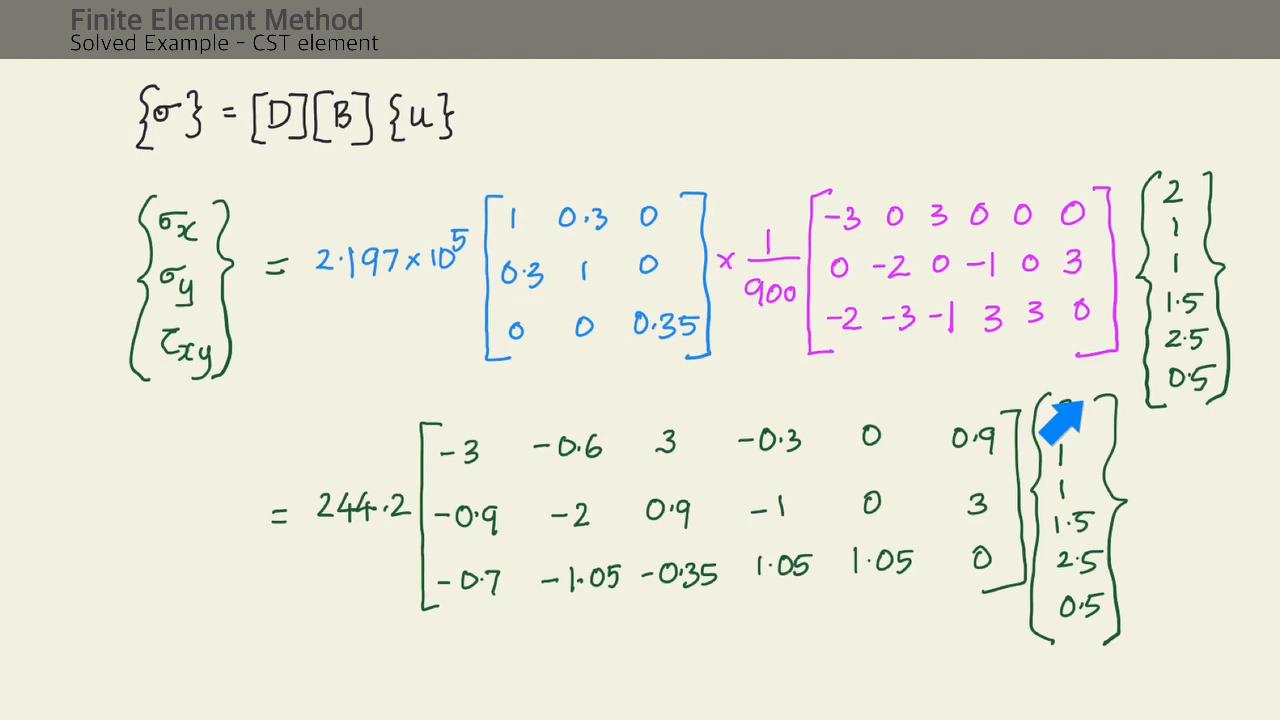 Finite Element Method
Solved Example - CST element
{σ} = [D][B] {u}
{σx σy τxy} = 2.197×10^5 [1 0.3 0
0.3 1 0
0 0 0.35] × 1/900 [-3 0 3 0 0 0
0 -2 0 -1 0 3
-2 -3 -1 3 3 0] {2
1
1
1.5
2.5
0.5}
= 244.2 [-3 -0.6 3 -0.3 0 0.9
-0.9 -2 0.9 -1 0 3
-0.7 -1.05 -0.35 1.05 1.05 0] {
1
1
1.5
2.5
0.5}